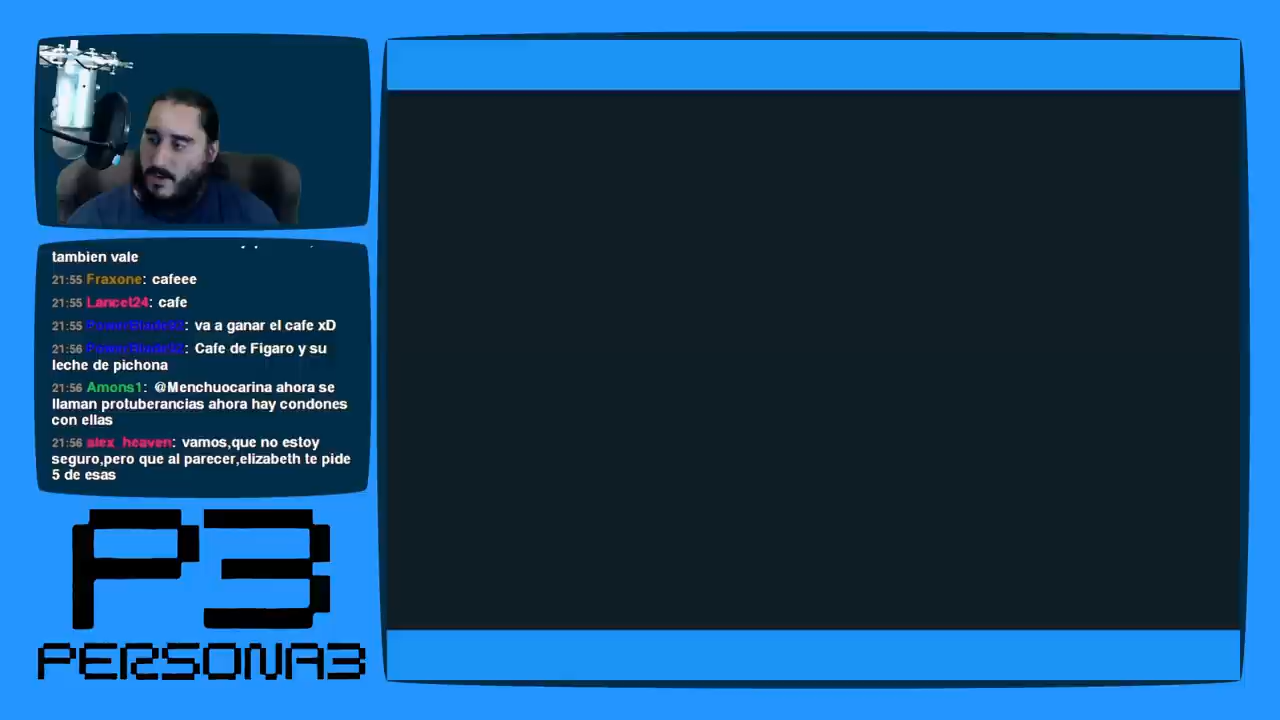 tambien vale
21:55 Fraxone: cafeee
21:55 Lancet24: cafe
21:55 : va a ganar el cafe xD
21:56 : Cafe de Figaro y su
leche de pichona
21:56 Amons1: @Menchuocarina ahora se
llaman protuberancias ahora hay condones
con ellas
21:56 alex_heaven: vamos,que no estoy
seguro,pero que al parecer,elizabeth te pide
5 de esas
P3
PERSONA3